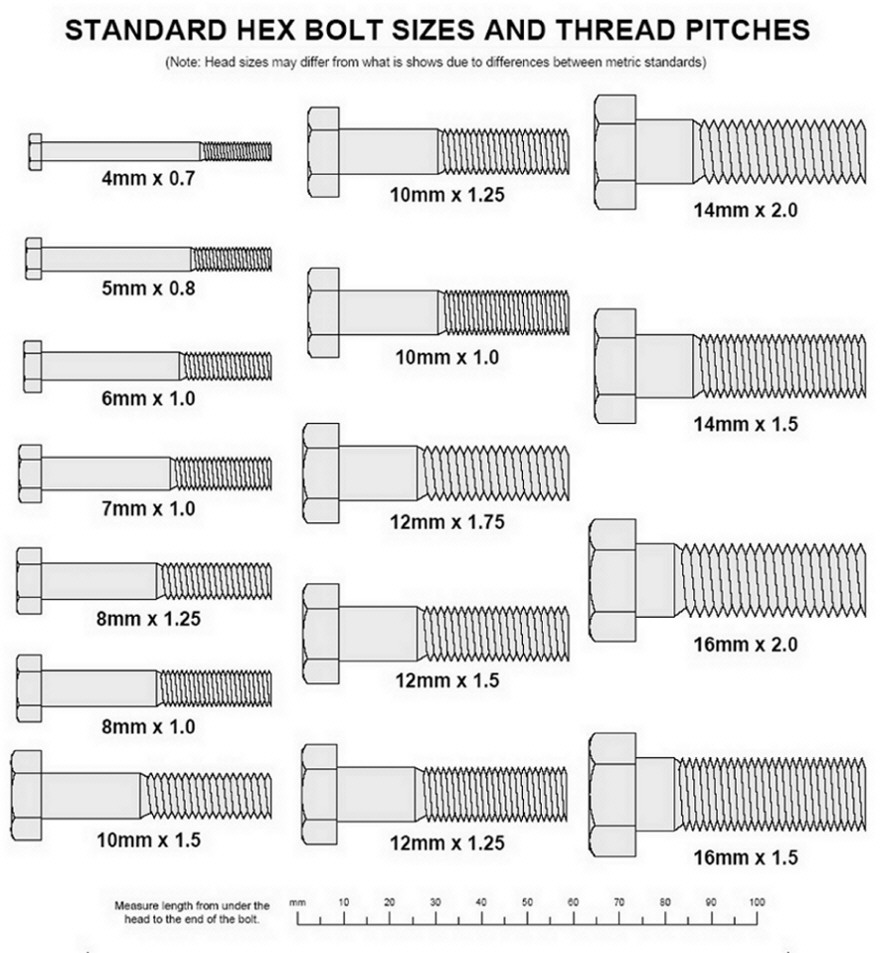 STANDARD HEX BOLT SIZES AND THREAD PITCHES
(Note: Head sizes may differ from what is shows due to differences between metric standards)
4mm x 0.7
5mm x 0.8
6mm x 1.0
7mm x 1.0
8mm x 1.25
8mm x 1.0
10mm x 1.5
10mm x 1.25
10mm x 1.0
12mm x 1.75
12mm x 1.5
12mm x 1.25
14mm x 2.0
14mm x 1.5
16mm x 2.0
16mm x 1.5
Measure length from under the
head to the end of the bolt.
mm 10 20 30 40 50 60 70 80 90 100